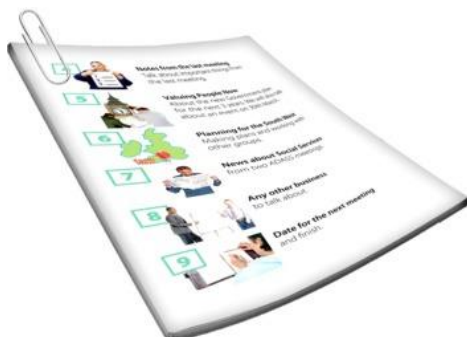 Notes from the last meeting
Talk about important things from
the last meeting.
5
Valuing People Now
About the new Government plan
for the next 3 years. We will also talk
about an event on
6
Planning for the South West
Making plans and working with
other groups.
7
News about Social Services
from two ADASS meetings.
8
Any other business
to talk about.
9
Date for the next meeting
and finish.